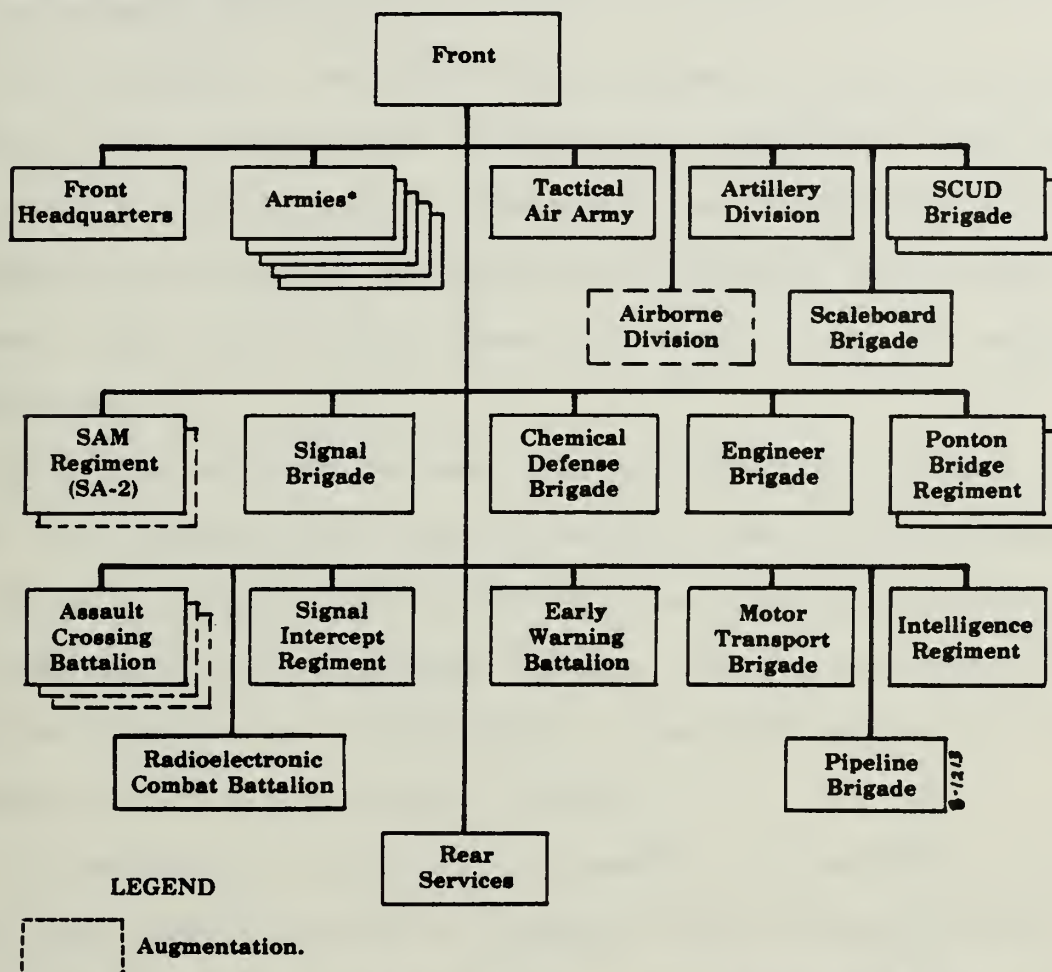 Front
Front
Headquarters
Armies*
Tactical
Air Army
Artillery
Division
SCUD
Brigade
Airborne
Division
Scaleboard
Brigade
SAM
Regiment
(SA-2)
Signal
Brigade
Chemical
Defense
Brigade
Engineer
Brigade
Ponton
Bridge
Regiment
Assault
Crossing
Battalion
Signal
Intercept
Regiment
Early
Warning
Battalion
Motor
Transport
Brigade
Intelligence
Regiment
Radioelectronic
Combat Battalion
Pipeline
Brigade
Rear
Services
LEGEND
Augmentation.